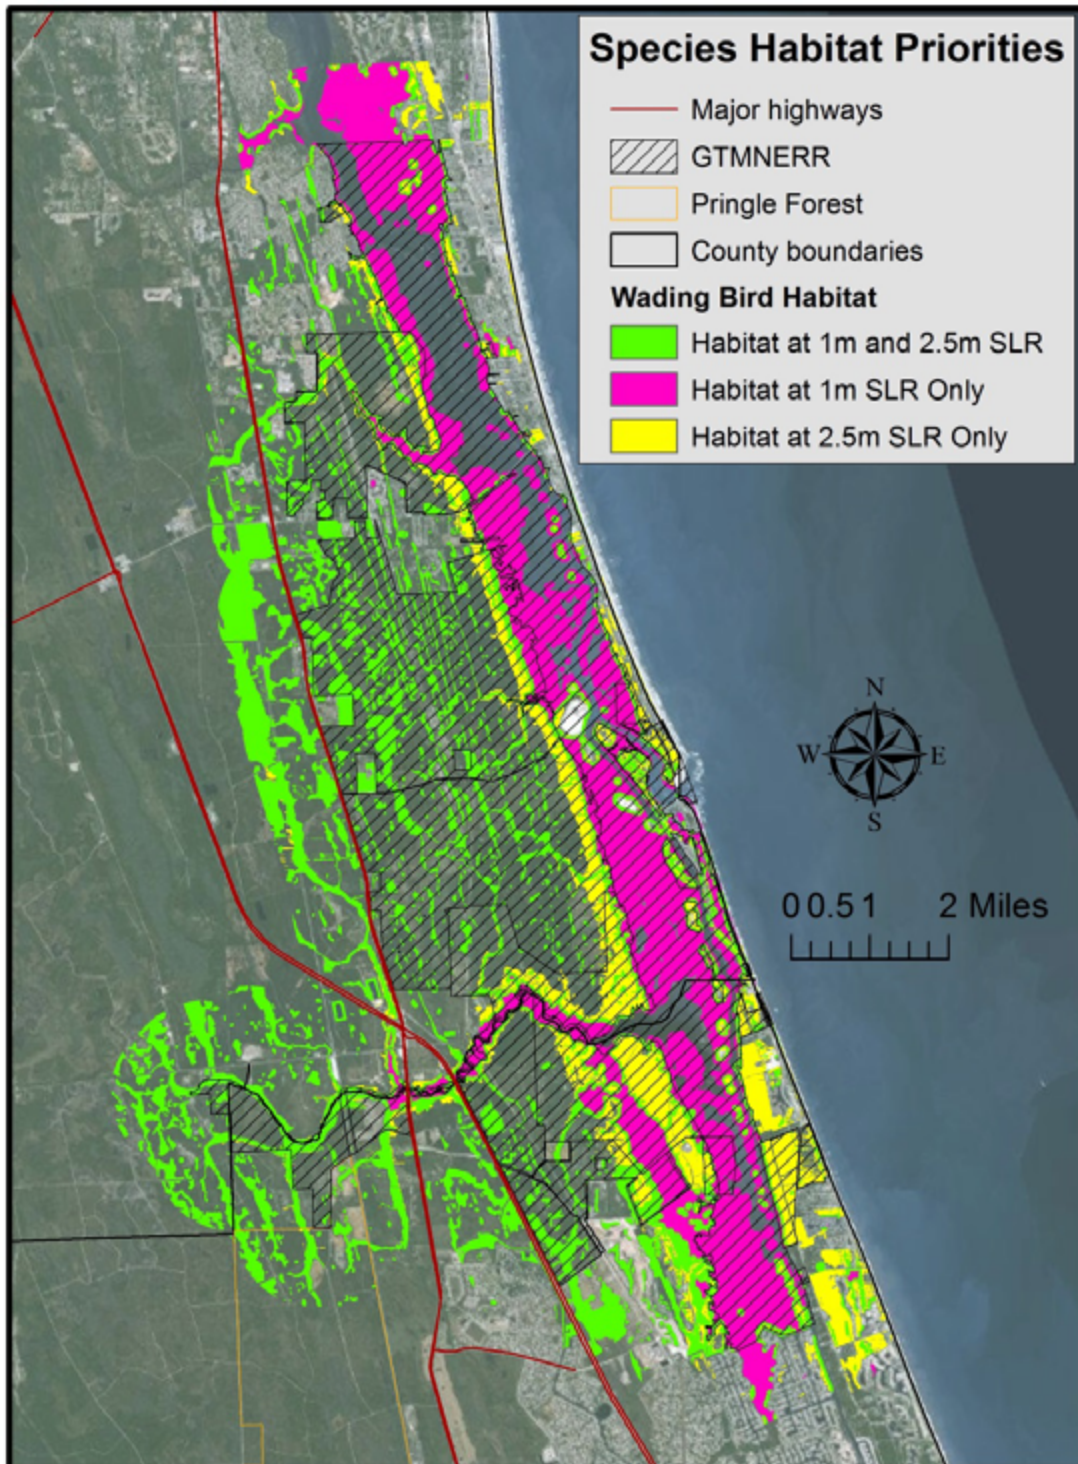 Species Habitat Priorities
Major highways
GTMNERR
Pringle Forest
County boundaries
Wading Bird Habitat
Habitat at 1m and 2.5m SLR
Habitat at 1m SLR Only
Habitat at 2.5m SLR Only
N
W E
S
0 0.5 1 2 Miles